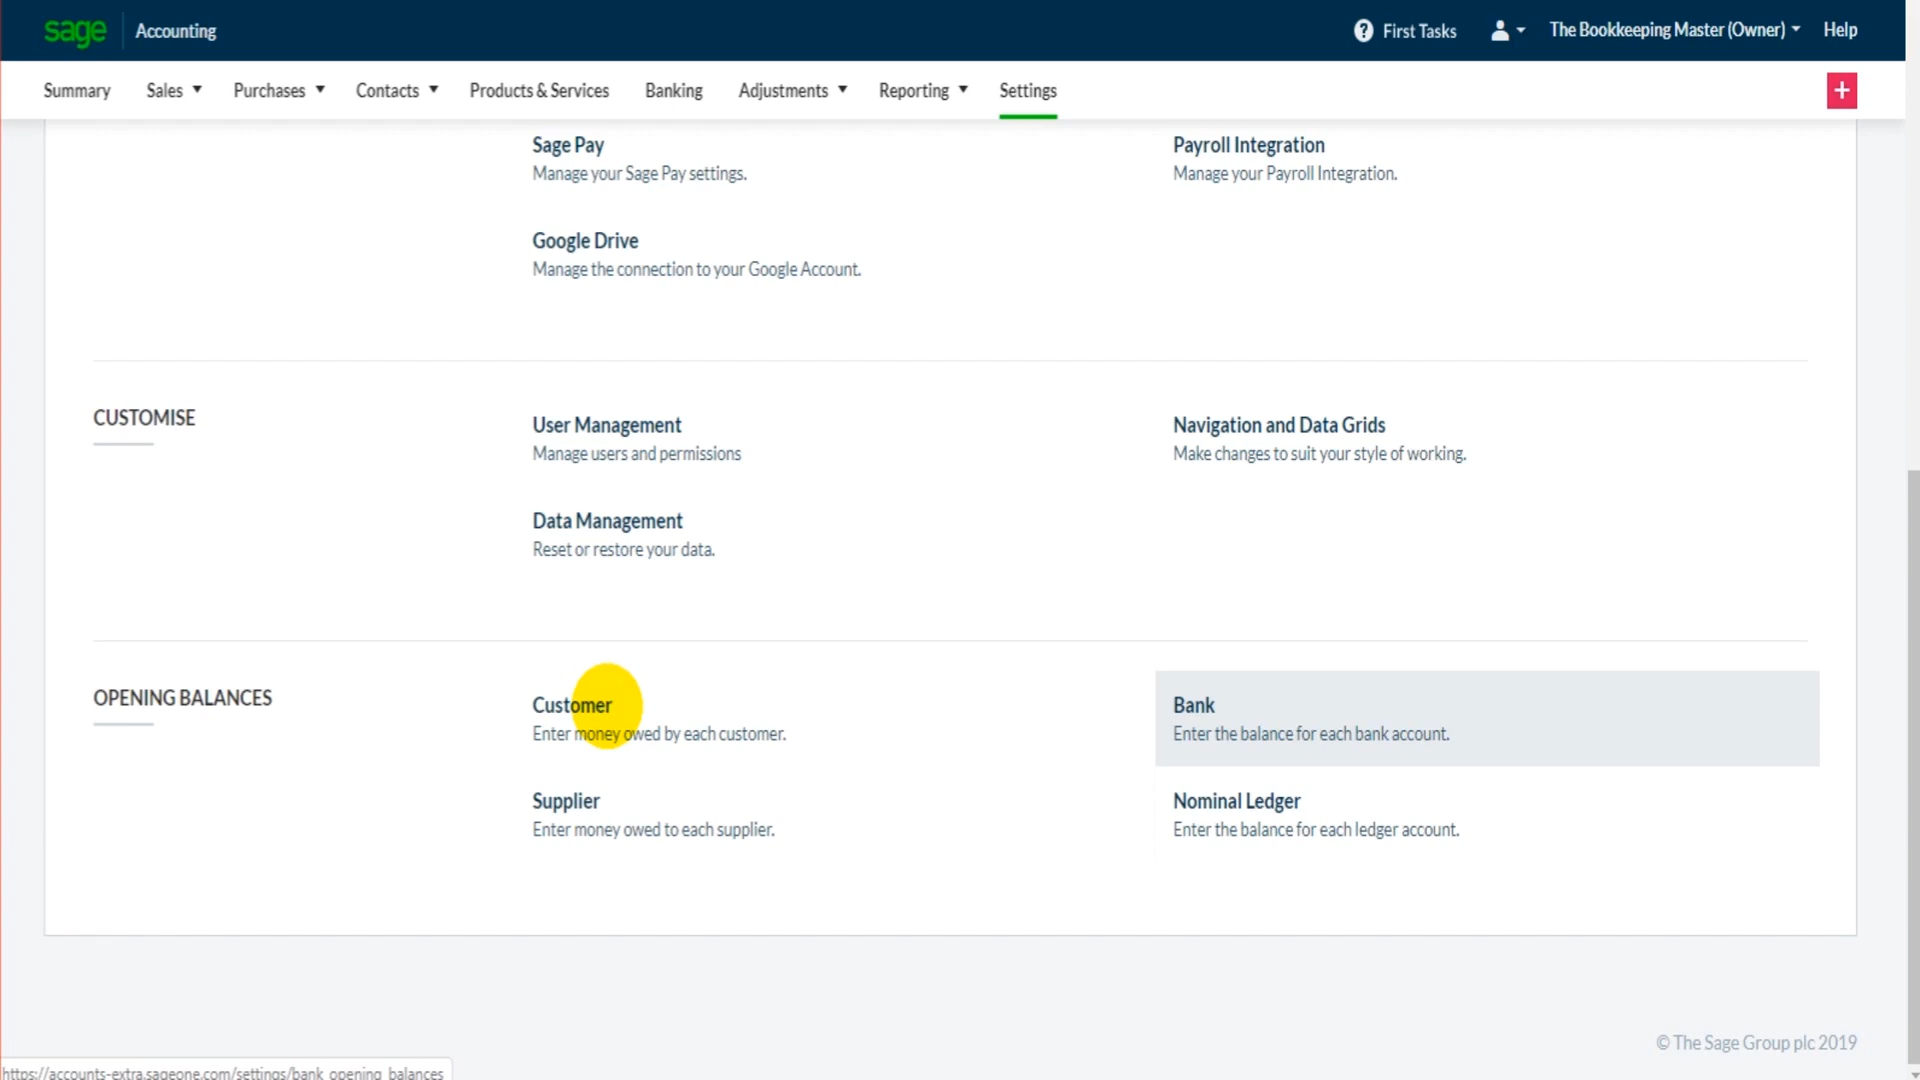 sage Accounting ? First Tasks The Bookkeeping Master (Owner) Help
Summary Sales Purchases Contacts Products & Services Banking Adjustments Reporting Settings +
Sage Pay Payroll Integration
Manage your Sage Pay settings. Manage your Payroll Integration.
Google Drive
Manage the connection to your Google Account.
CUSTOMISE
User Management Navigation and Data Grids
Manage users and permissions Make changes to suit your style of working.
Data Management
Reset or restore your data.
OPENING BALANCES
Customer Bank
Enter money owed by each customer. Enter the balance for each bank account.
Supplier Nominal Ledger
Enter money owed to each supplier. Enter the balance for each ledger account.
© The Sage Group plc 2019
https://accounts-extra.sageone.com/settings/bank_opening_balances